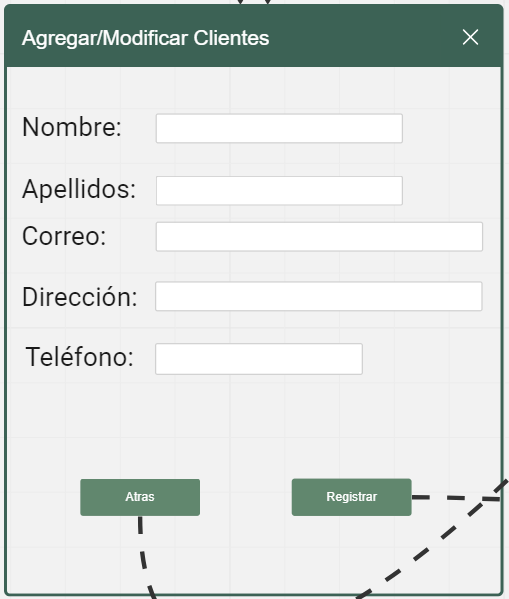 Agregar/Modificar Clientes
Nombre:
Apellidos:
Correo:
Dirección:
Teléfono:
Atras
Registrar